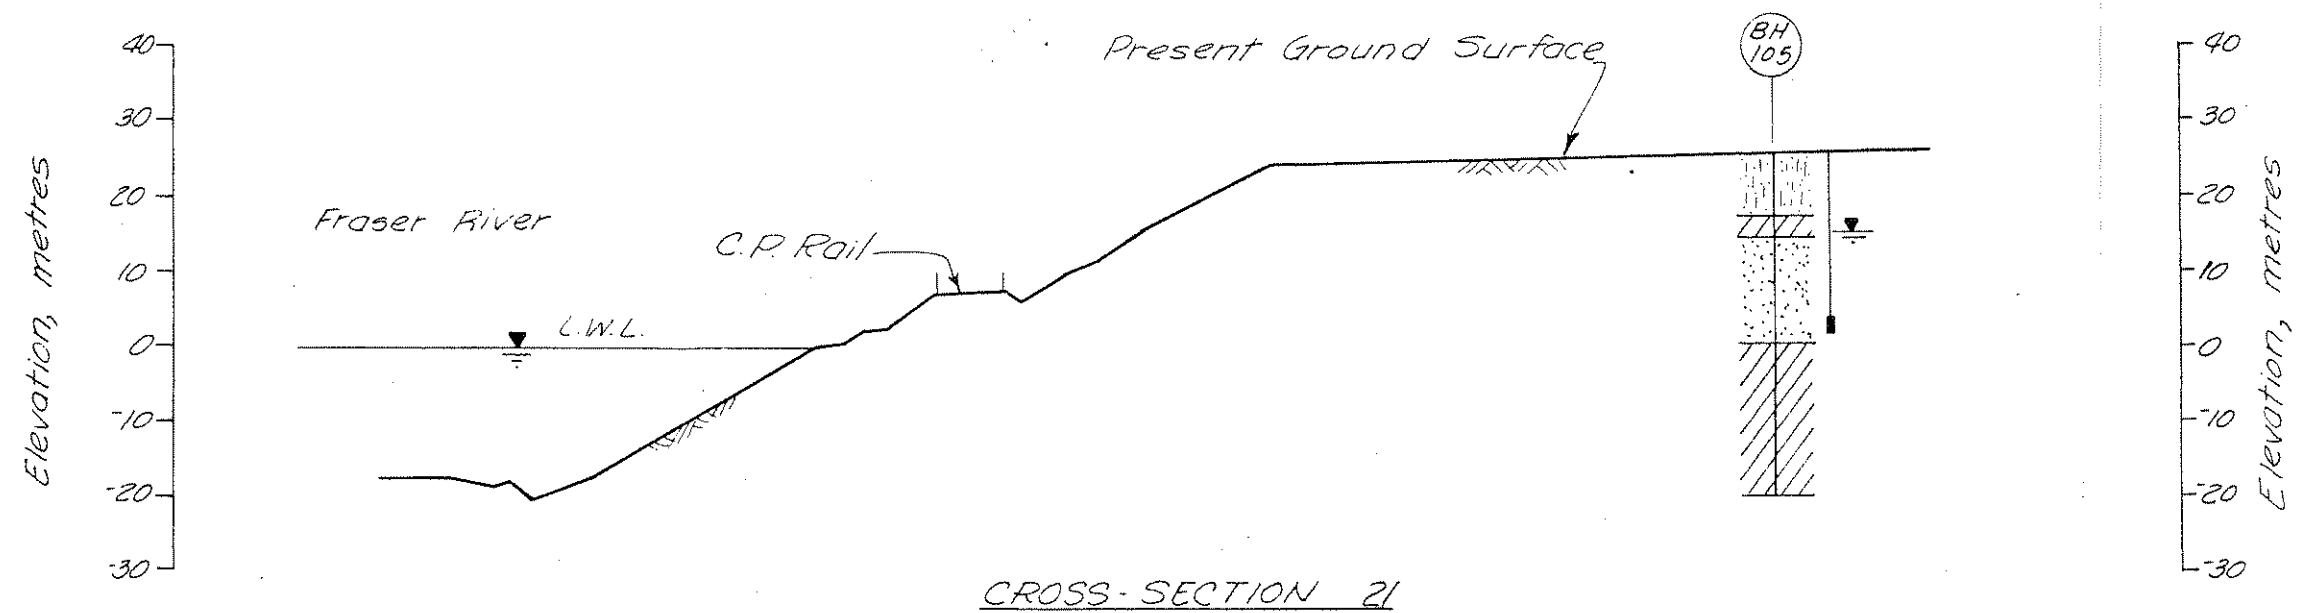 40
30
20
10
0
-10
-20
-30
Elevation, metres
Fraser River
L.W.L.
C.P. Rail
Present Ground Surface
BH
105
40
30
20
10
0
-10
-20
-30
Elevation, metres
CROSS-SECTION 21